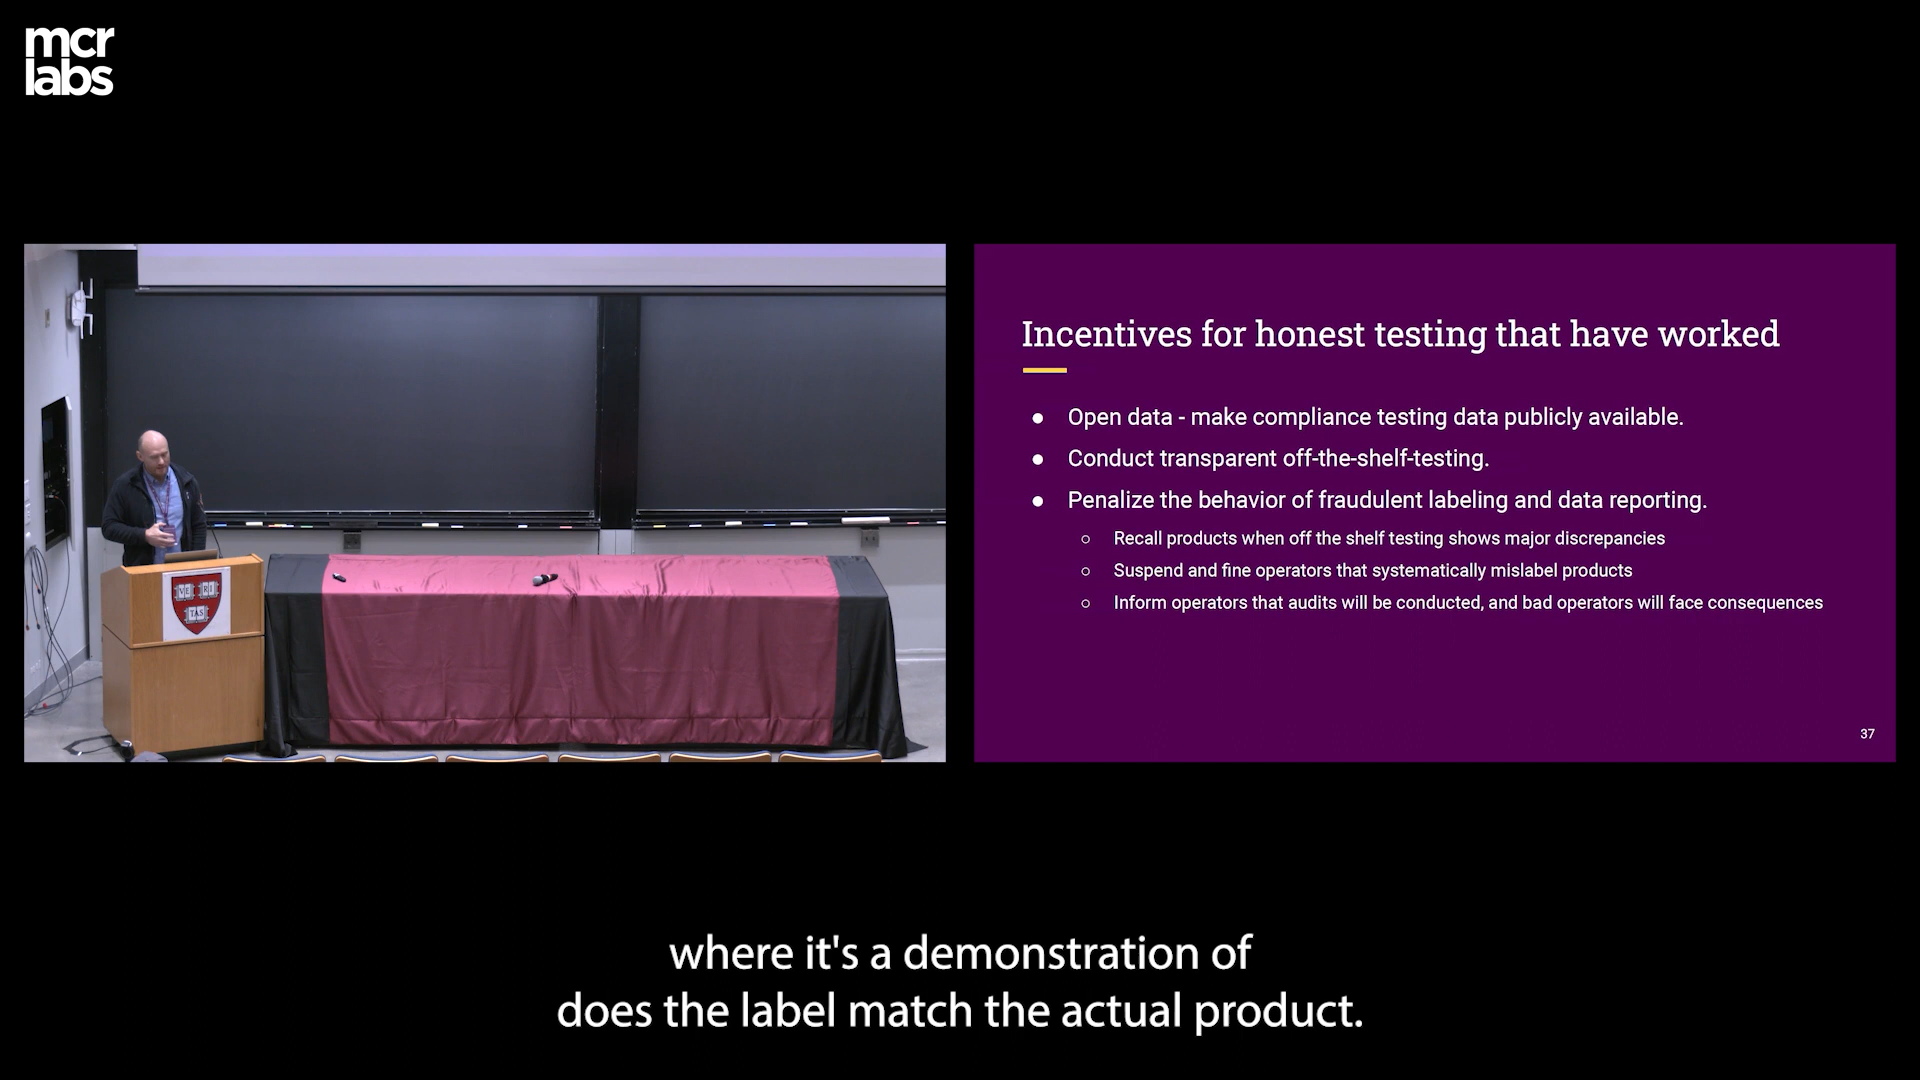 mcr
labs
VE RI
TAS
Incentives for honest testing that have worked
● Open data - make compliance testing data publicly available.
● Conduct transparent off-the-shelf-testing.
● Penalize the behavior of fraudulent labeling and data reporting.
○ Recall products when off the shelf testing shows major discrepancies
○ Suspend and fine operators that systematically mislabel products
○ Inform operators that audits will be conducted, and bad operators will face consequences
37
where it's a demonstration of
does the label match the actual product.